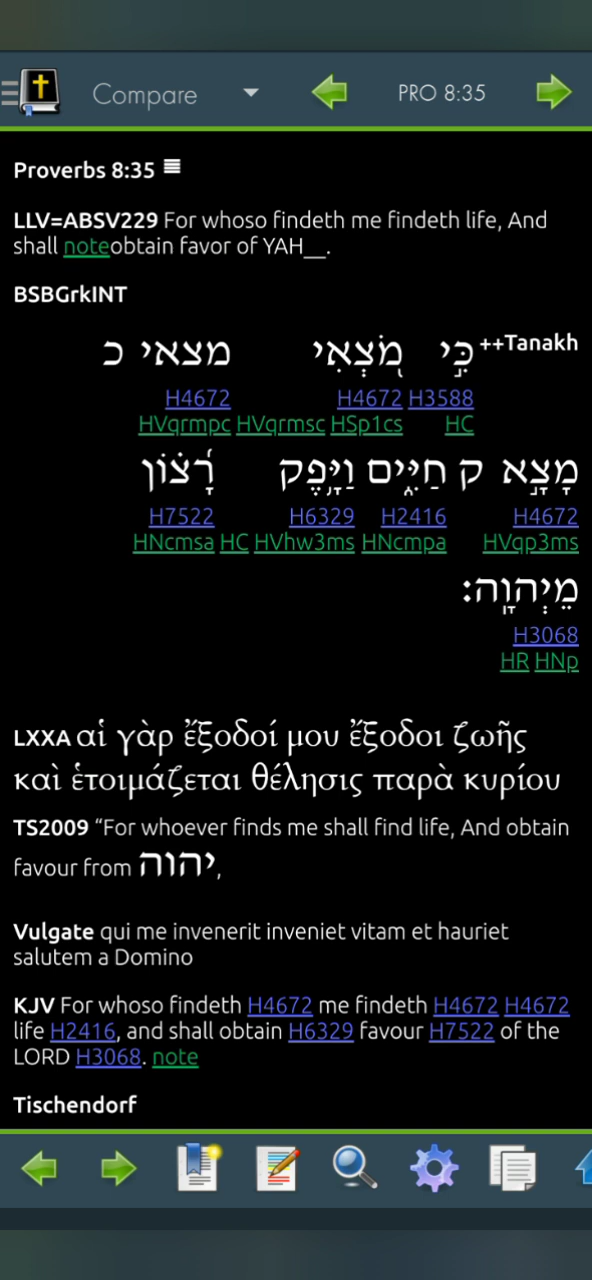 Compare
PRO 8:35
Proverbs 8:35
LLV=ABSV229 For whoso findeth me findeth life, And
shall noteobtain favor of YAH__.
BSBGrkINT
++Tanakh כִּ֣י מֹ֭צְאִי מצאי כ
H3588 H4672 H4672
HC HSp1cs HVqrmsc HVqrmpc
מָצָ֣א ק חַיִּ֑ים וַיָּ֥פֶק רָ֝צ֗וֹן
H4672 H2416 H6329 H7522
HVqp3ms HNcmpa HVhw3ms HC HNcmsa
מֵיְהוָֽה׃
H3068
HR HNp
LXXA αἱ γὰρ ἔξοδοί μου ἔξοδοι ζωῆς
καὶ ἑτοιμάζεται θέλησις παρὰ κυρίου
TS2009 “For whoever finds me shall find life, And obtain
favour from יהוה,
Vulgate qui me invenerit inveniet vitam et hauriet
salutem a Domino
KJV For whoso findeth H4672 me findeth H4672 H4672
life H2416, and shall obtain H6329 favour H7522 of the
LORD H3068. note
Tischendorf